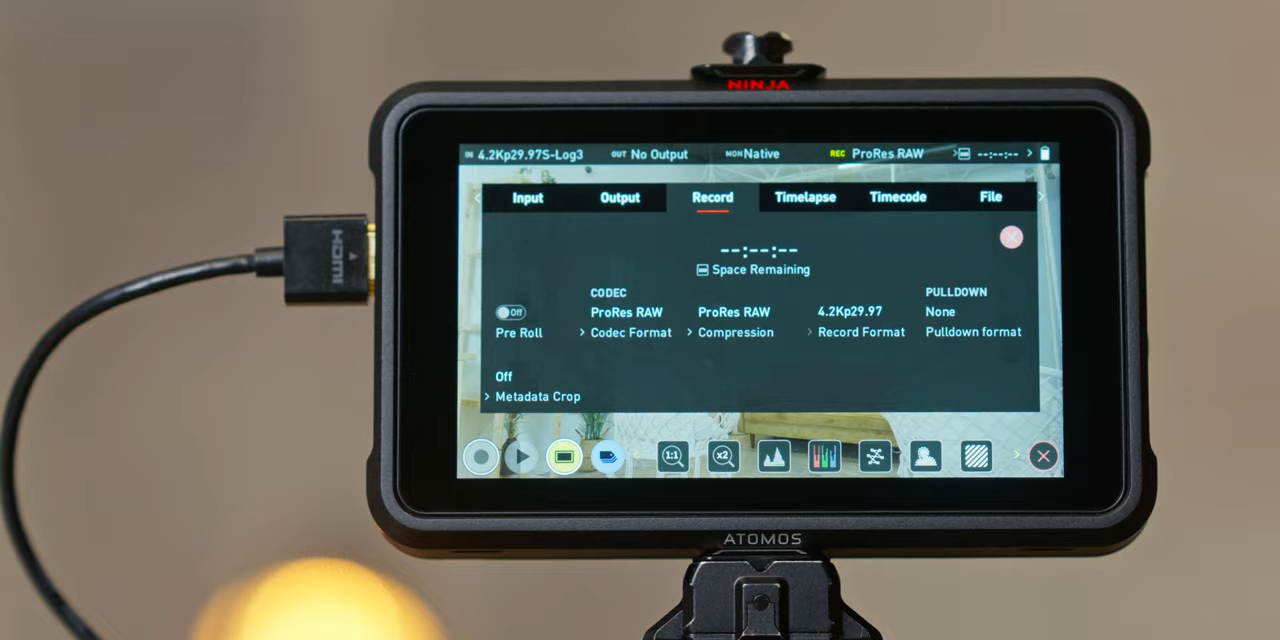 NINJA
IN 4.2Kp29.97S-Log3 OUT No Output MON Native REC ProRes RAW --:--:--
Input Output Record Timelapse Timecode File
--:--:--
Space Remaining
CODEC PULLDOWN
Off ProRes RAW ProRes RAW 4.2Kp29.97 None
Pre Roll > Codec Format > Compression > Record Format Pulldown format
Off
> Metadata Crop
1:1 x2
ATOMOS
HDMI